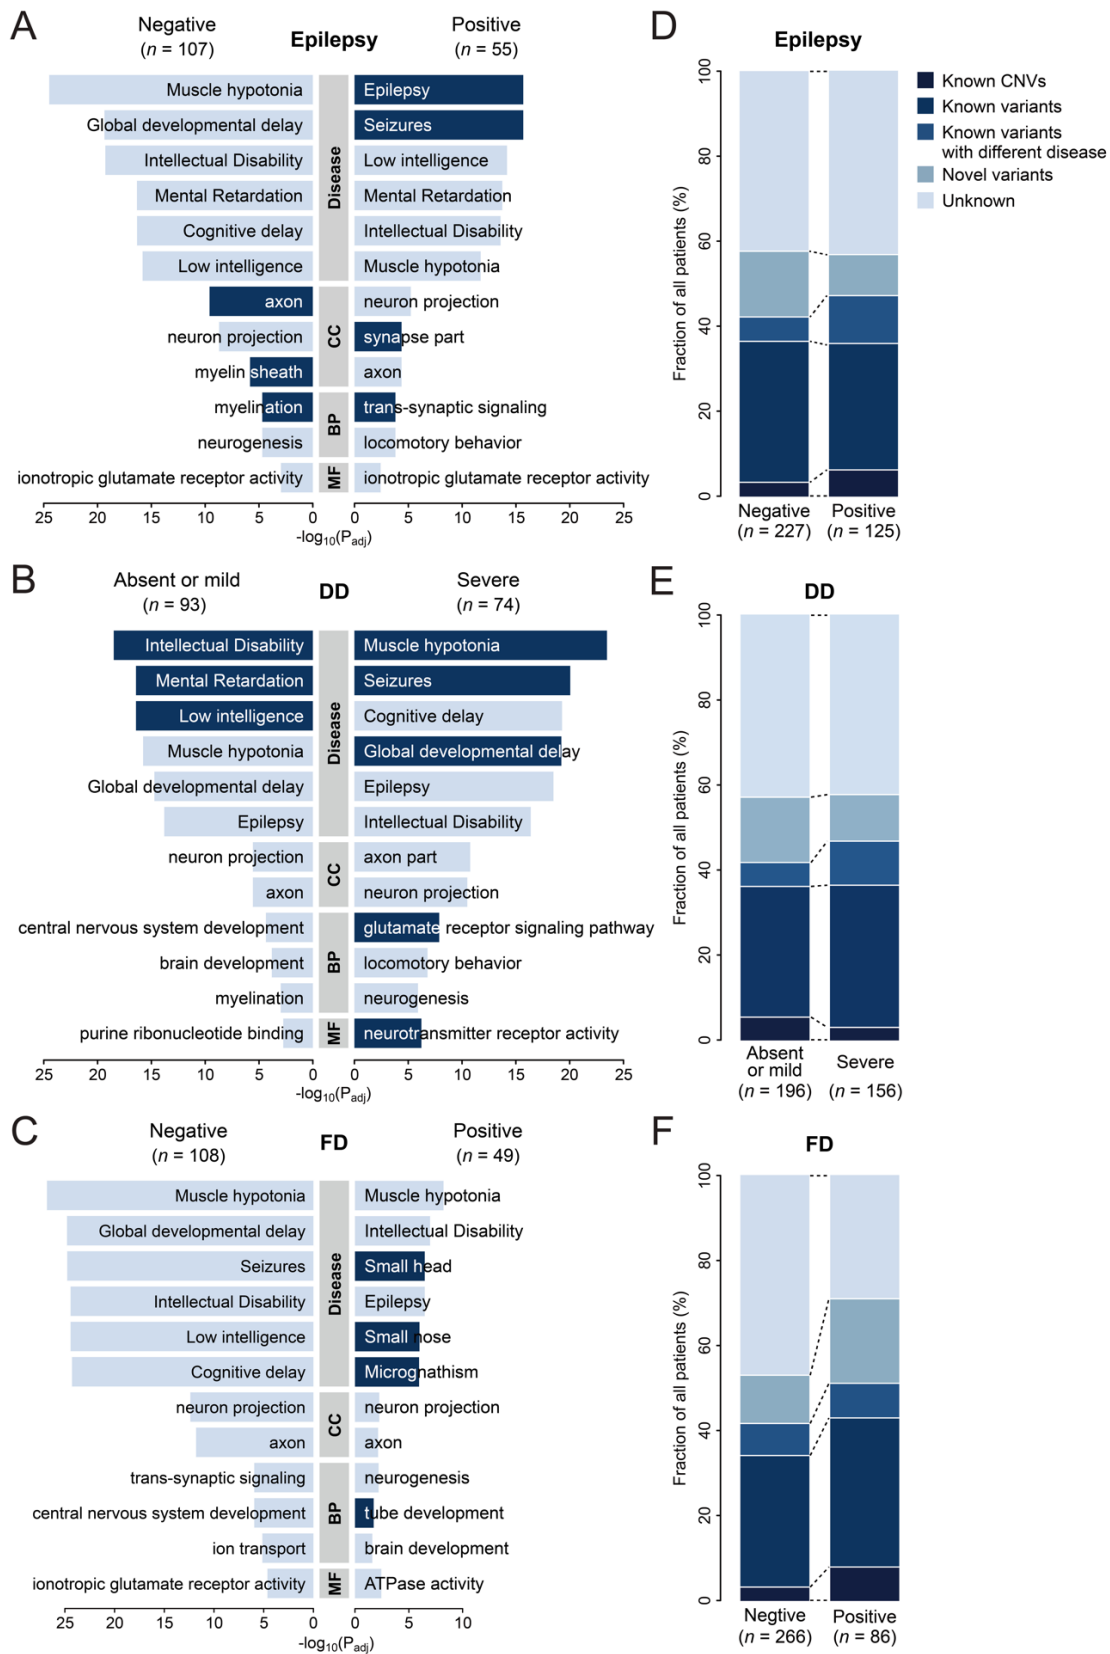 A
Negative
(n = 107)
Epilepsy
Positive
(n = 55)
Muscle hypotonia
Global developmental delay
Intellectual Disability
Mental Retardation
Cognitive delay
Low intelligence
axon
neuron projection
myelin sheath
myelination
neurogenesis
ionotropic glutamate receptor activity
Disease
CC
BP
MF
Epilepsy
Seizures
Low intelligence
Mental Retardation
Intellectual Disability
Muscle hypotonia
neuron projection
synapse part
axon
trans-synaptic signaling
locomotory behavior
ionotropic glutamate receptor activity
25 20 15 10 5 0 0 5 10 15 20 25
-log10(Padj)
B
Absent or mild
(n = 93)
DD
Severe
(n = 74)
Intellectual Disability
Mental Retardation
Low intelligence
Muscle hypotonia
Global developmental delay
Epilepsy
neuron projection
axon
central nervous system development
brain development
myelination
purine ribonucleotide binding
Disease
CC
BP
MF
Muscle hypotonia
Seizures
Cognitive delay
Global developmental delay
Epilepsy
Intellectual Disability
axon part
neuron projection
glutamate receptor signaling pathway
locomotory behavior
neurogenesis
neurotransmitter receptor activity
25 20 15 10 5 0 0 5 10 15 20 25
-log10(Padj)
C
Negative
(n = 108)
FD
Positive
(n = 49)
Muscle hypotonia
Global developmental delay
Seizures
Intellectual Disability
Low intelligence
Cognitive delay
neuron projection
axon
trans-synaptic signaling
central nervous system development
ion transport
ionotropic glutamate receptor activity
Disease
CC
BP
MF
Muscle hypotonia
Intellectual Disability
Small head
Epilepsy
Small nose
Micrognathism
neuron projection
axon
neurogenesis
tube development
brain development
ATPase activity
25 20 15 10 5 0 0 5 10
-log10(Padj)
D
Epilepsy
Fraction of all patients (%)
100
80
60
40
20
0
Negative
(n = 227)
Positive
(n = 125)
Known CNVs
Known variants
Known variants
with different disease
Novel variants
Unknown
E
DD
Fraction of all patients (%)
100
80
60
40
20
0
Absent
or mild
(n = 196)
Severe
(n = 156)
F
FD
Fraction of all patients (%)
100
80
60
40
20
0
Negtive
(n = 266)
Positive
(n = 86)